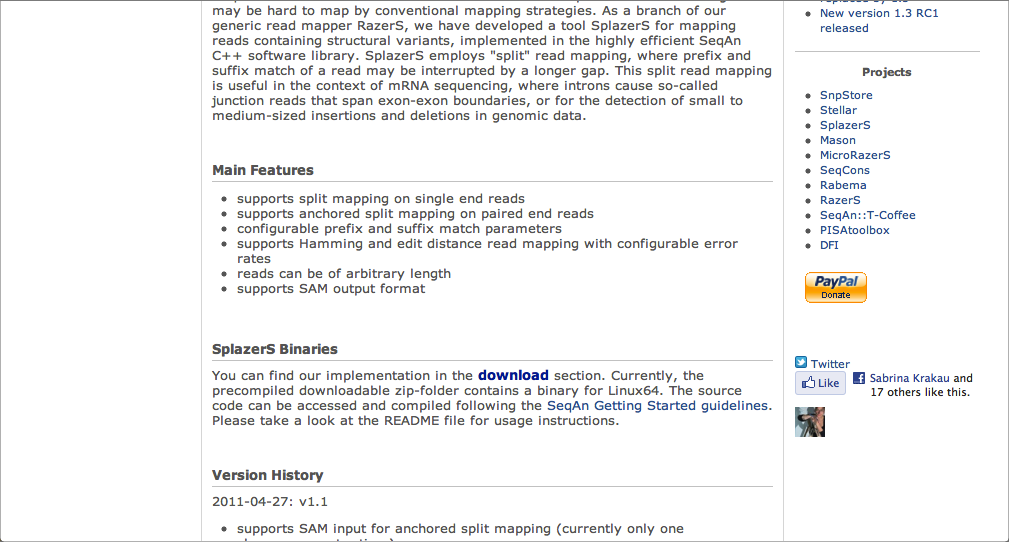 may be hard to map by conventional mapping strategies. As a branch of our
generic read mapper RazerS, we have developed a tool SplazerS for mapping
reads containing structural variants, implemented in the highly efficient SeqAn
C++ software library. SplazerS employs "split" read mapping, where prefix and
suffix match of a read may be interrupted by a longer gap. This split read mapping
is useful in the context of mRNA sequencing, where introns cause so-called
junction reads that span exon-exon boundaries, or for the detection of small to
medium-sized insertions and deletions in genomic data.
Main Features
• supports split mapping on single end reads
• supports anchored split mapping on paired end reads
• configurable prefix and suffix match parameters
• supports Hamming and edit distance read mapping with configurable error
rates
• reads can be of arbitrary length
• supports SAM output format
SplazerS Binaries
You can find our implementation in the download section. Currently, the
precompiled downloadable zip-folder contains a binary for Linux64. The source
code can be accessed and compiled following the SeqAn Getting Started guidelines.
Please take a look at the README file for usage instructions.
Version History
2011-04-27: v1.1
• supports SAM input for anchored split mapping (currently only one
• New version 1.3 RC1
released
Projects
• SnpStore
• Stellar
• SplazerS
• Mason
• MicroRazerS
• SeqCons
• Rabema
• RazerS
• SeqAn::T-Coffee
• PISAtoolbox
• DFI
PayPal
Donate
Twitter
Like
Sabrina Krakau and
17 others like this.